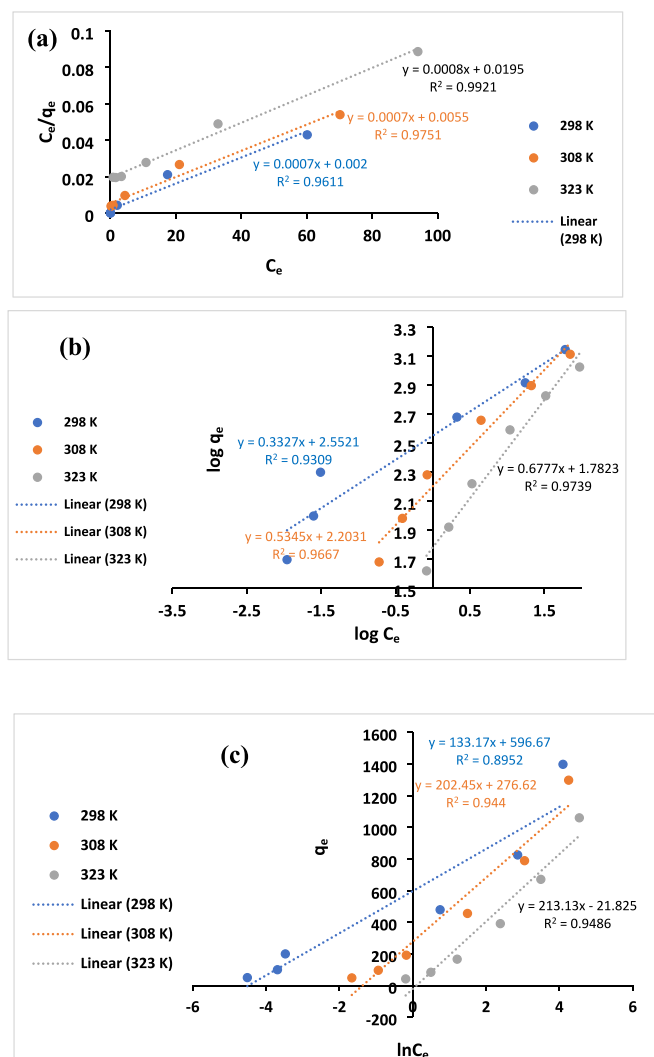 (a)
0.1
0.08
0.06
0.04
0.02
0
Ce/qe
y = 0.0008x + 0.0195
R² = 0.9921
y = 0.0007x + 0.0055
R² = 0.9751
y = 0.0007x + 0.002
R² = 0.9611
0 20 40 60 80 100
Ce
298 K
308 K
323 K
Linear
(298 K)
(b)
3.3
3.1
2.9
2.7
2.5
2.3
2.1
1.9
1.7
1.5
log qe
298 K
308 K
323 K
Linear (298 K)
Linear (308 K)
Linear (323 K)
y = 0.3327x + 2.5521
R² = 0.9309
y = 0.6777x + 1.7823
R² = 0.9739
y = 0.5345x + 2.2031
R² = 0.9667
-3.5 -2.5 -1.5 -0.5 0.5 1.5
log Ce
(c)
1600
1400
1200
1000
800
600
400
200
0
-200
qe
y = 133.17x + 596.67
R² = 0.8952
y = 202.45x + 276.62
R² = 0.944
y = 213.13x - 21.825
R² = 0.9486
298 K
308 K
323 K
Linear (298 K)
Linear (308 K)
Linear (323 K)
-6 -4 -2 0 2 4 6
lnCe